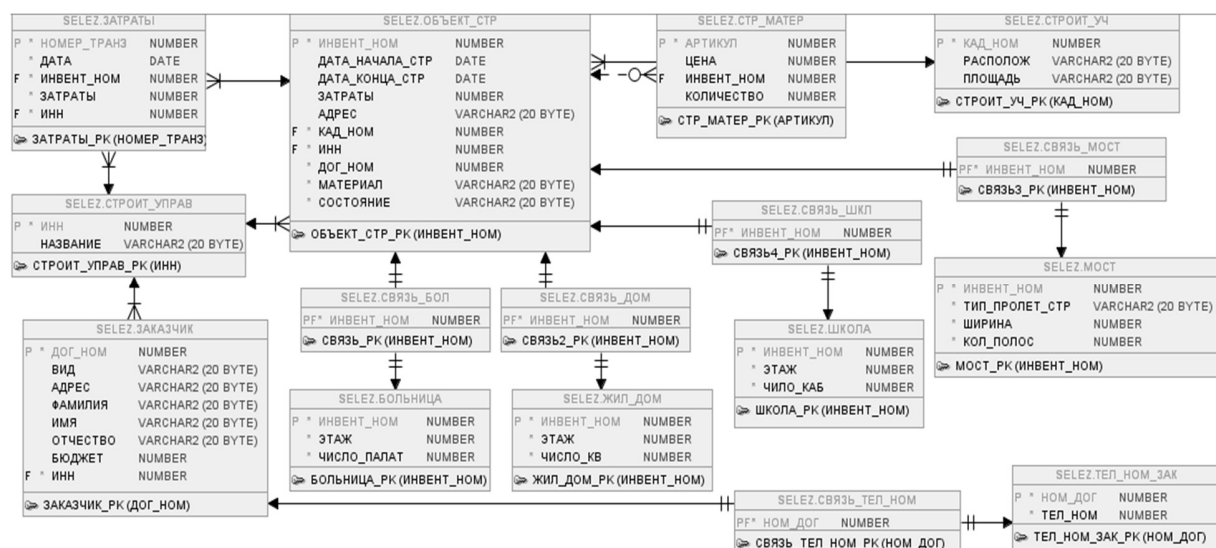 SELEZ.ЗАТРАТЫ
P * НОМЕР_ТРАНЗ NUMBER
* ДАТА DATE
F * ИНВЕНТ_НОМ NUMBER
* ЗАТРАТЫ NUMBER
F * ИНН NUMBER
ЗАТРАТЫ_PK (НОМЕР_ТРАНЗ)
SELEZ.ОБЪЕКТ_СТР
P * ИНВЕНТ_НОМ NUMBER
ДАТА_НАЧАЛА_СТР DATE
ДАТА_КОНЦА_СТР DATE
ЗАТРАТЫ NUMBER
АДРЕС VARCHAR2 (20 BYTE)
F * КАД_НОМ NUMBER
F * ИНН NUMBER
* ДОГ_НОМ NUMBER
* МАТЕРИАЛ VARCHAR2 (20 BYTE)
* СОСТОЯНИЕ VARCHAR2 (20 BYTE)
ОБЪЕКТ_СТР_PK (ИНВЕНТ_НОМ)
SELEZ.СТР_МАТЕР
P * АРТИКУЛ NUMBER
ЦЕНА NUMBER
F ИНВЕНТ_НОМ NUMBER
КОЛИЧЕСТВО NUMBER
СТР_МАТЕР_PK (АРТИКУЛ)
SELEZ.СТРОИТ_УЧ
P * КАД_НОМ NUMBER
РАСПОЛОЖ VARCHAR2 (20 BYTE)
ПЛОЩАДЬ VARCHAR2 (20 BYTE)
СТРОИТ_УЧ_PK (КАД_НОМ)
SELEZ.СВЯЗЬ_МОСТ
PF* ИНВЕНТ_НОМ NUMBER
СВЯЗЬ3_PK (ИНВЕНТ_НОМ)
SELEZ.СТРОИТ_УПРАВ
P * ИНН NUMBER
НАЗВАНИЕ VARCHAR2 (20 BYTE)
СТРОИТ_УПРАВ_PK (ИНН)
SELEZ.СВЯЗЬ_ШКЛ
PF* ИНВЕНТ_НОМ NUMBER
СВЯЗЬ4_PK (ИНВЕНТ_НОМ)
SELEZ.МОСТ
P * ИНВЕНТ_НОМ NUMBER
* ТИП_ПРОЛЕТ_СТР VARCHAR2 (20 BYTE)
* ШИРИНА NUMBER
* КОЛ_ПОЛОС NUMBER
МОСТ_PK (ИНВЕНТ_НОМ)
SELEZ.СВЯЗЬ_БОЛ
PF* ИНВЕНТ_НОМ NUMBER
СВЯЗЬ_PK (ИНВЕНТ_НОМ)
SELEZ.СВЯЗЬ_ДОМ
PF* ИНВЕНТ_НОМ NUMBER
СВЯЗЬ2_PK (ИНВЕНТ_НОМ)
SELEZ.ЗАКАЗЧИК
P * ДОГ_НОМ NUMBER
ВИД VARCHAR2 (20 BYTE)
АДРЕС VARCHAR2 (20 BYTE)
ФАМИЛИЯ VARCHAR2 (20 BYTE)
ИМЯ VARCHAR2 (20 BYTE)
ОТЧЕСТВО VARCHAR2 (20 BYTE)
БЮДЖЕТ NUMBER
F * ИНН NUMBER
ЗАКАЗЧИК_PK (ДОГ_НОМ)
SELEZ.ШКОЛА
P * ИНВЕНТ_НОМ NUMBER
* ЭТАЖ NUMBER
* ЧИЛО_КАБ NUMBER
ШКОЛА_PK (ИНВЕНТ_НОМ)
SELEZ.БОЛЬНИЦА
P * ИНВЕНТ_НОМ NUMBER
* ЭТАЖ NUMBER
* ЧИСЛО_ПАЛАТ NUMBER
БОЛЬНИЦА_PK (ИНВЕНТ_НОМ)
SELEZ.ЖИЛ_ДОМ
P * ИНВЕНТ_НОМ NUMBER
* ЭТАЖ NUMBER
* ЧИСЛО_КВ NUMBER
ЖИЛ_ДОМ_PK (ИНВЕНТ_НОМ)
SELEZ.СВЯЗЬ_ТЕЛ_НОМ
PF* НОМ_ДОГ NUMBER
СВЯЗЬ_ТЕЛ_НОМ_PK (НОМ_ДОГ)
SELEZ.ТЕЛ_НОМ_ЗАК
P * НОМ_ДОГ NUMBER
* ТЕЛ_НОМ NUMBER
ТЕЛ_НОМ_ЗАК_PK (НОМ_ДОГ)